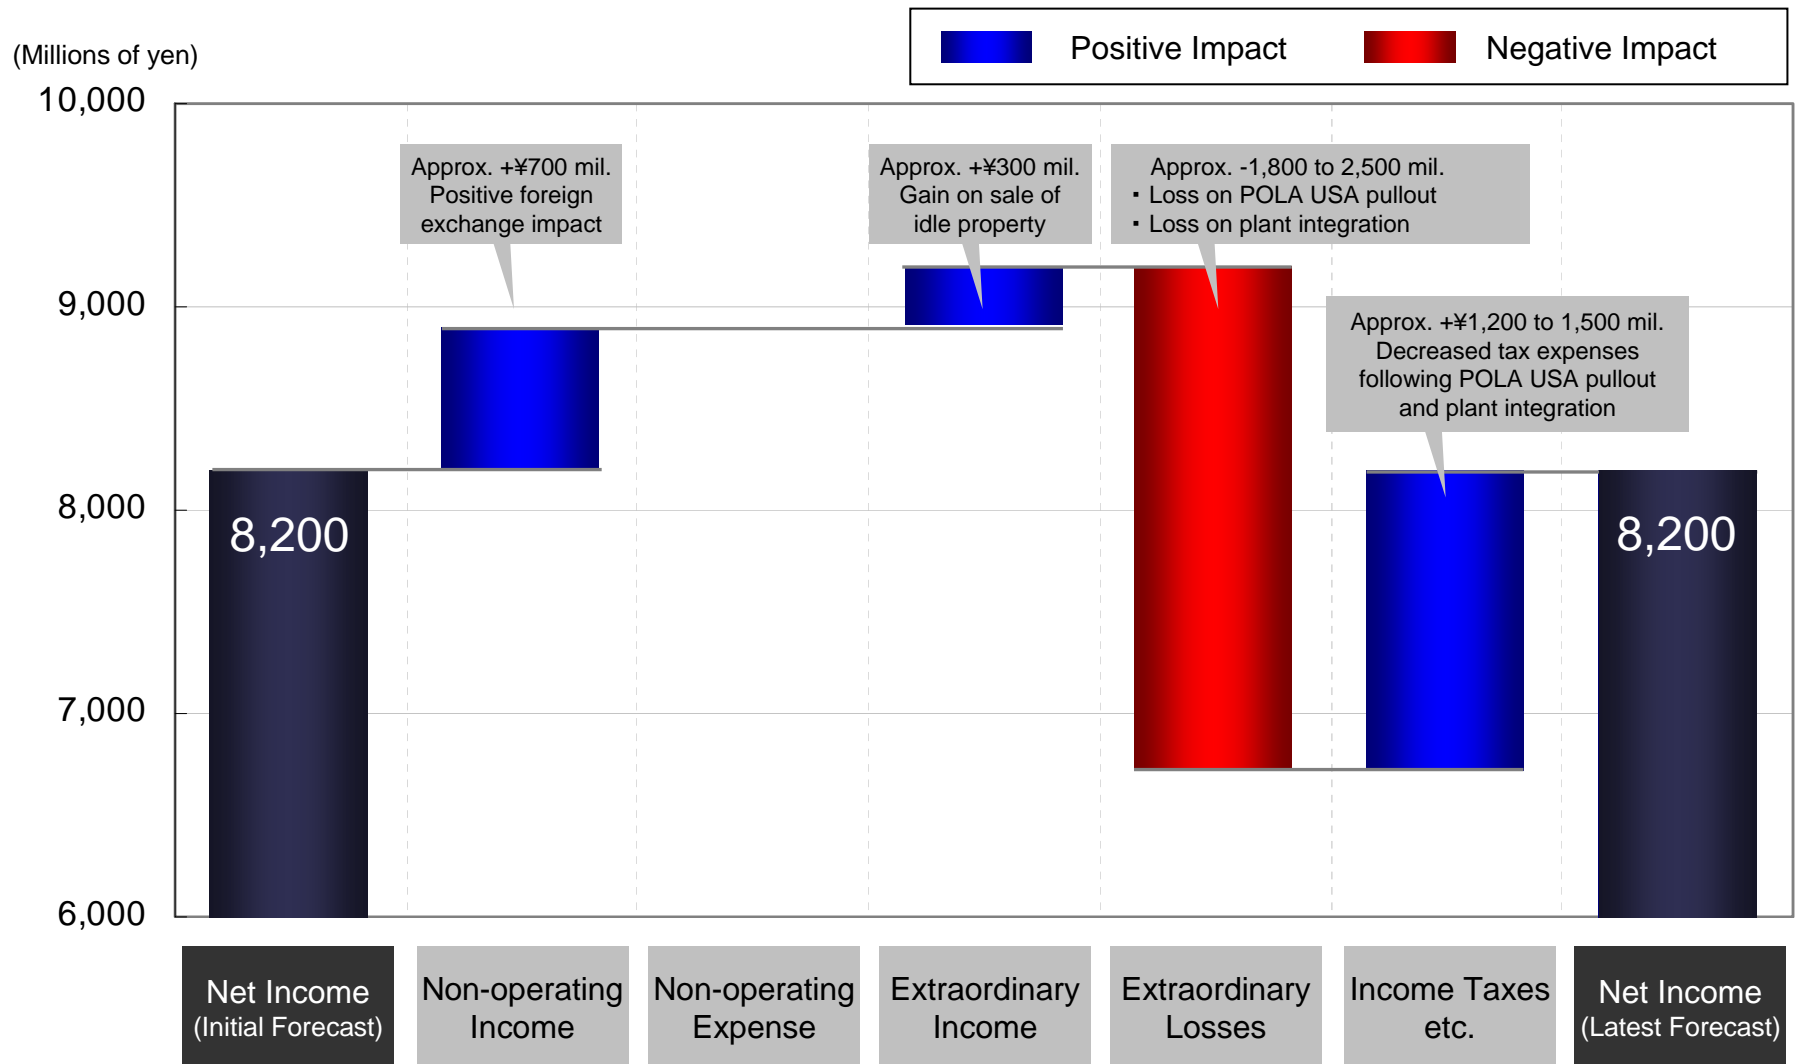 (Millions of yen)
Positive Impact
Negative Impact
10,000
9,000
8,000
7,000
6,000
Approx. +¥700 mil.
Positive foreign
exchange impact
Approx. +¥300 mil.
Gain on sale of
idle property
Approx. -1,800 to 2,500 mil.
・Loss on POLA USA pullout
・Loss on plant integration
Approx. +¥1,200 to 1,500 mil.
Decreased tax expenses
following POLA USA pullout
and plant integration
8,200
8,200
Net Income
(Initial Forecast)
Non-operating
Income
Non-operating
Expense
Extraordinary
Income
Extraordinary
Losses
Income Taxes
etc.
Net Income
(Latest Forecast)